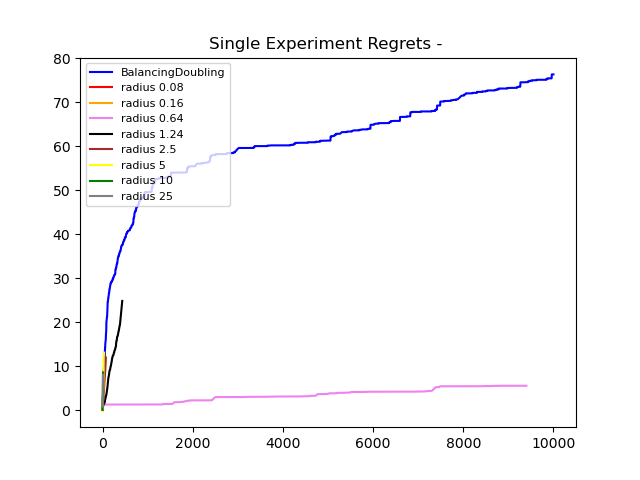 Single Experiment Regrets -
BalancingDoubling
radius 0.08
radius 0.16
radius 0.64
radius 1.24
radius 2.5
radius 5
radius 10
radius 25
80
70
60
50
40
30
20
10
0
0 2000 4000 6000 8000 10000